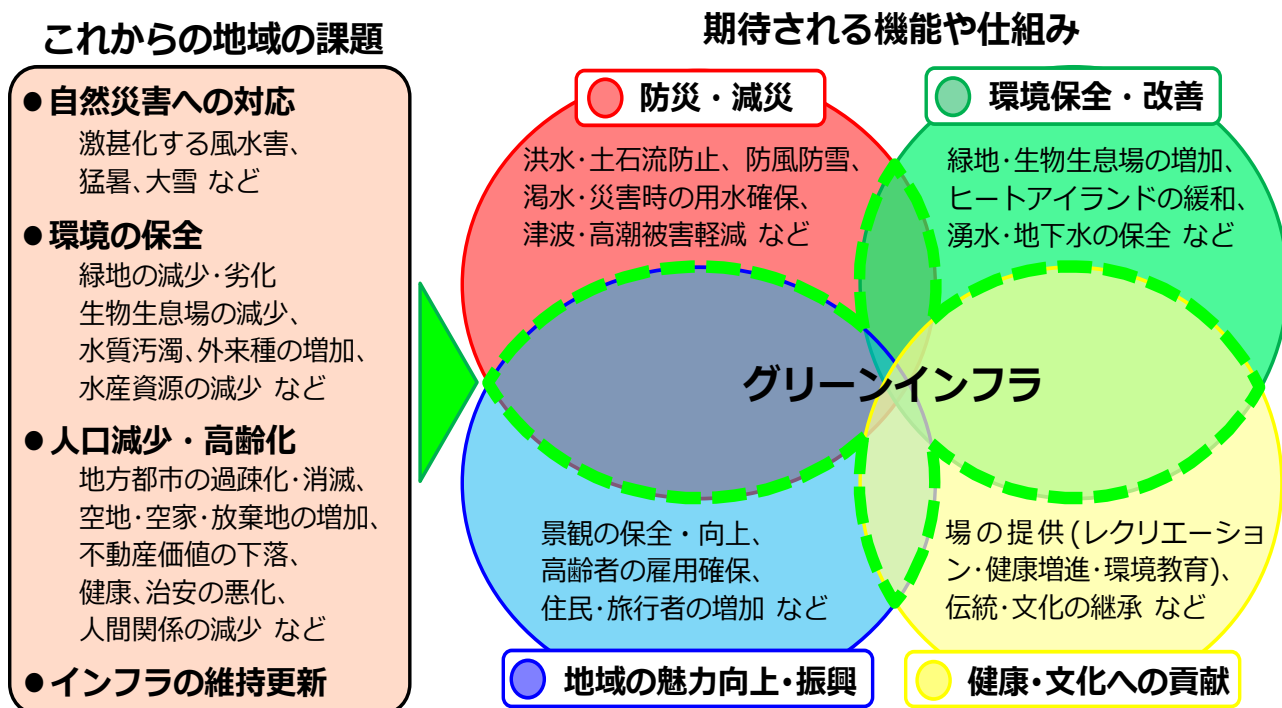 これからの地域の課題
●自然災害への対応
激甚化する風水害、
猛暑、大雪 など
●環境の保全
緑地の減少・劣化
生物生息場の減少、
水質汚濁、外来種の増加、
水産資源の減少 など
●人口減少・高齢化
地方都市の過疎化・消滅、
空地・空家・放棄地の増加、
不動産価値の下落、
健康、治安の悪化、
人間関係の減少 など
●インフラの維持更新
期待される機能や仕組み
防災・減災
洪水・土石流防止、防風防雪、
渇水・災害時の用水確保、
津波・高潮被害軽減 など
環境保全・改善
緑地・生物生息場の増加、
ヒートアイランドの緩和、
湧水・地下水の保全 など
グリーンインフラ
景観の保全・向上、
高齢者の雇用確保、
住民・旅行者の増加 など
地域の魅力向上・振興
場の提供(レクリエーショ
ン・健康増進・環境教育)、
伝統・文化の継承 など
健康・文化への貢献